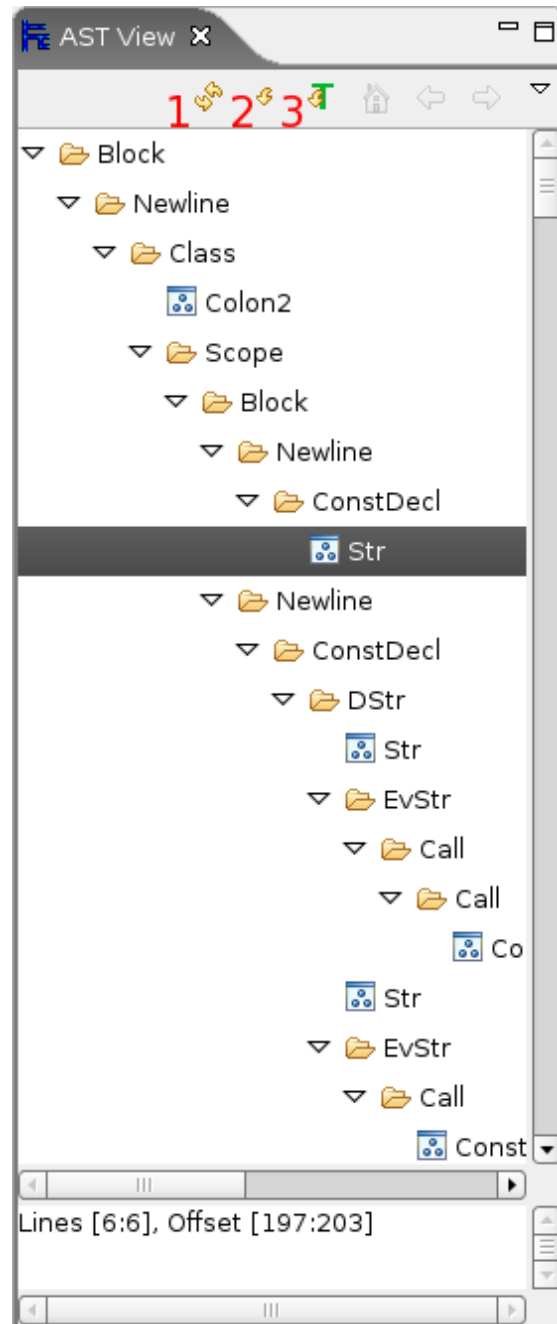 AST View
1 2 3 T
Block
Newline
Class
Colon2
Scope
Block
Newline
ConstDecl
Str
Newline
ConstDecl
DStr
Str
EvStr
Call
Call
Co
Str
EvStr
Call
Const
Lines [6:6], Offset [197:203]